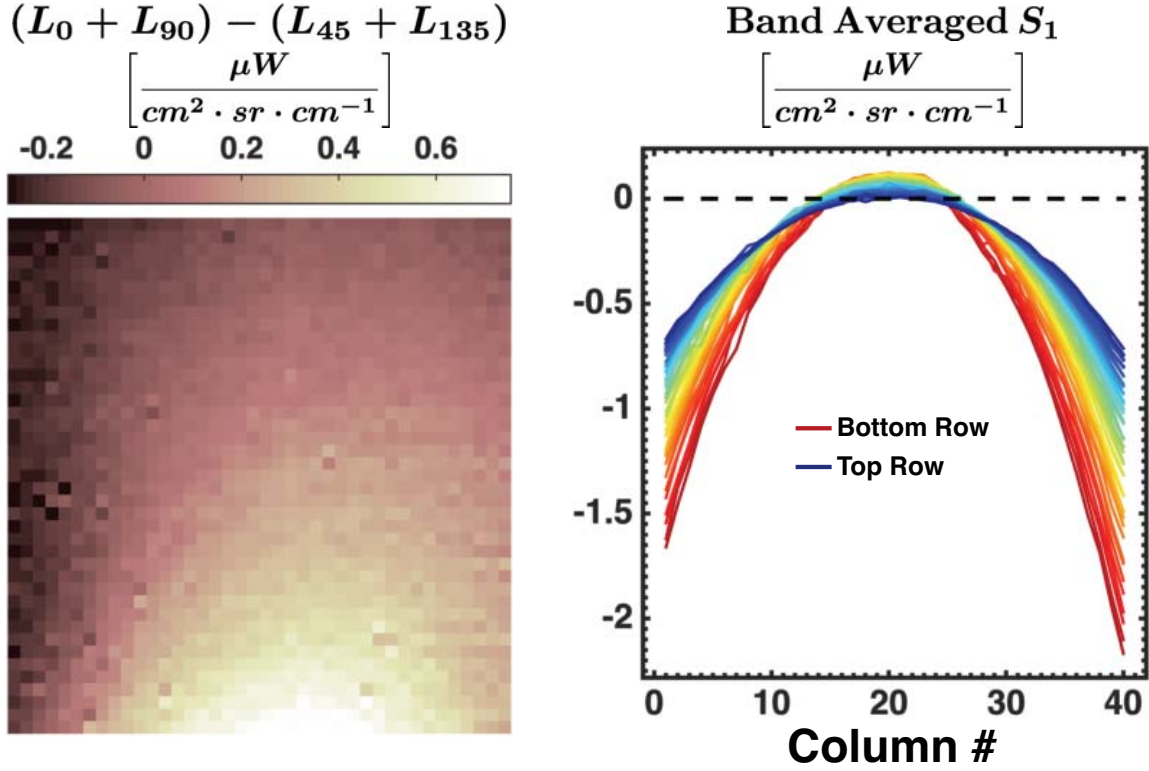 (L₀ + L₉₀) − (L₄₅ + L₁₃₅)
[μW / cm² · sr · cm⁻¹]
-0.2 0 0.2 0.4 0.6
Band Averaged S₁
[μW / cm² · sr · cm⁻¹]
0
-0.5
-1
-1.5
-2
Bottom Row
Top Row
0 10 20 30 40
Column #